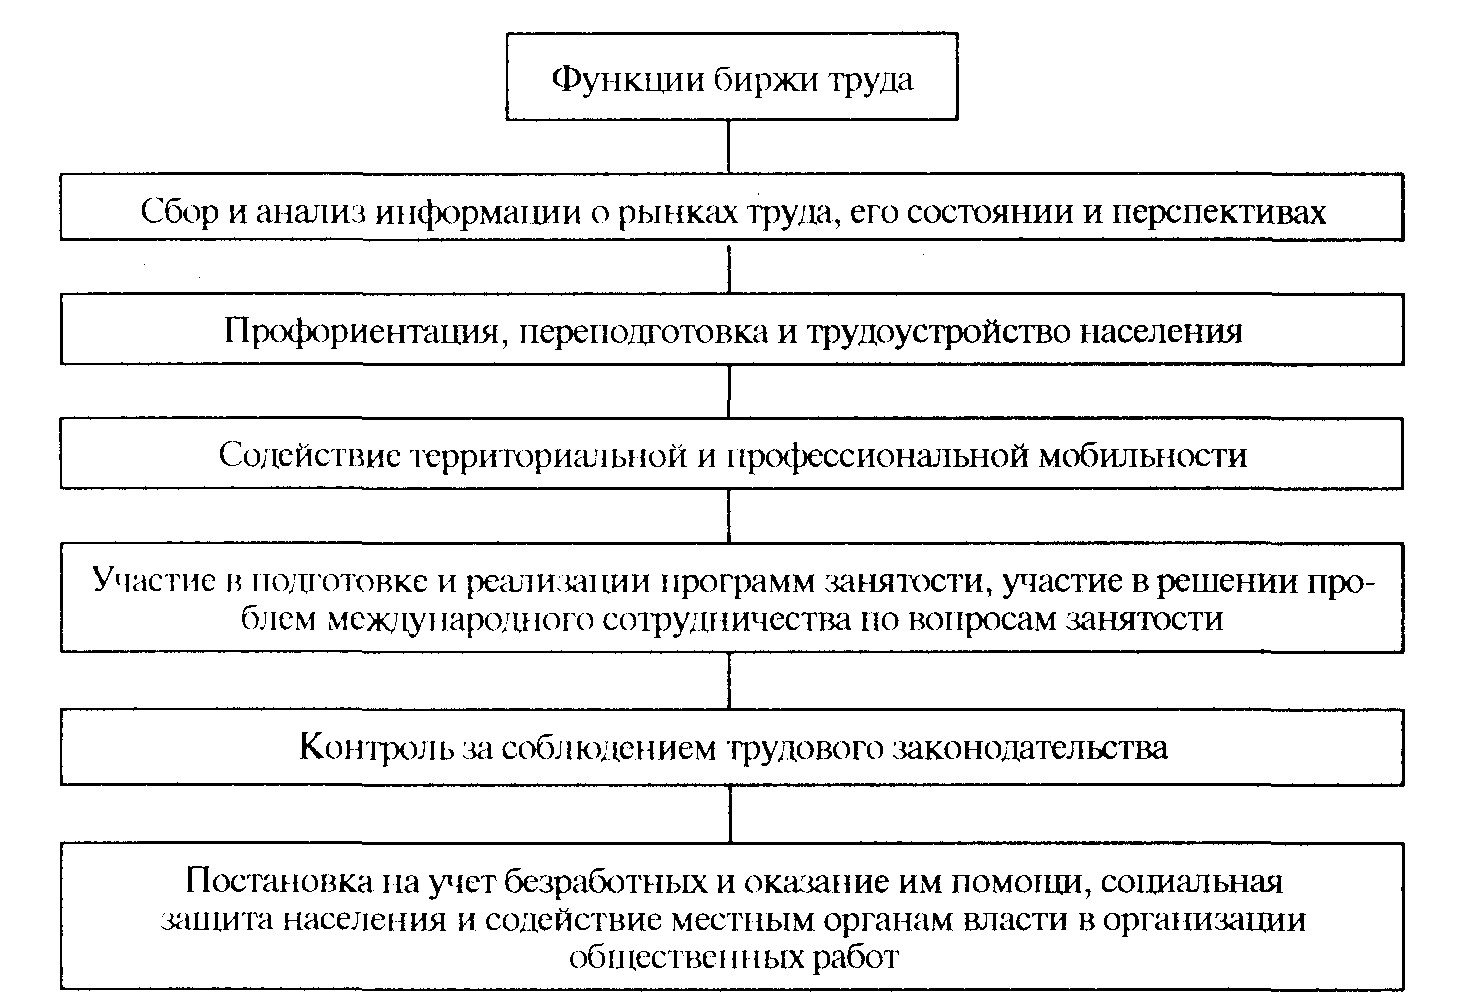 Функции биржи труда
Сбор и анализ информации о рынках труда, его состоянии и перспективах
Профориентация, переподготовка и трудоустройство населения
Содействие территориальной и профессиональной мобильности
Участие в подготовке и реализации программ занятости, участие в решении про-
блем международного сотрудничества по вопросам занятости
Контроль за соблюдением трудового законодательства
Постановка на учет безработных и оказание им помощи, социальная
защита населения и содействие местным органам власти в организации
общественных работ